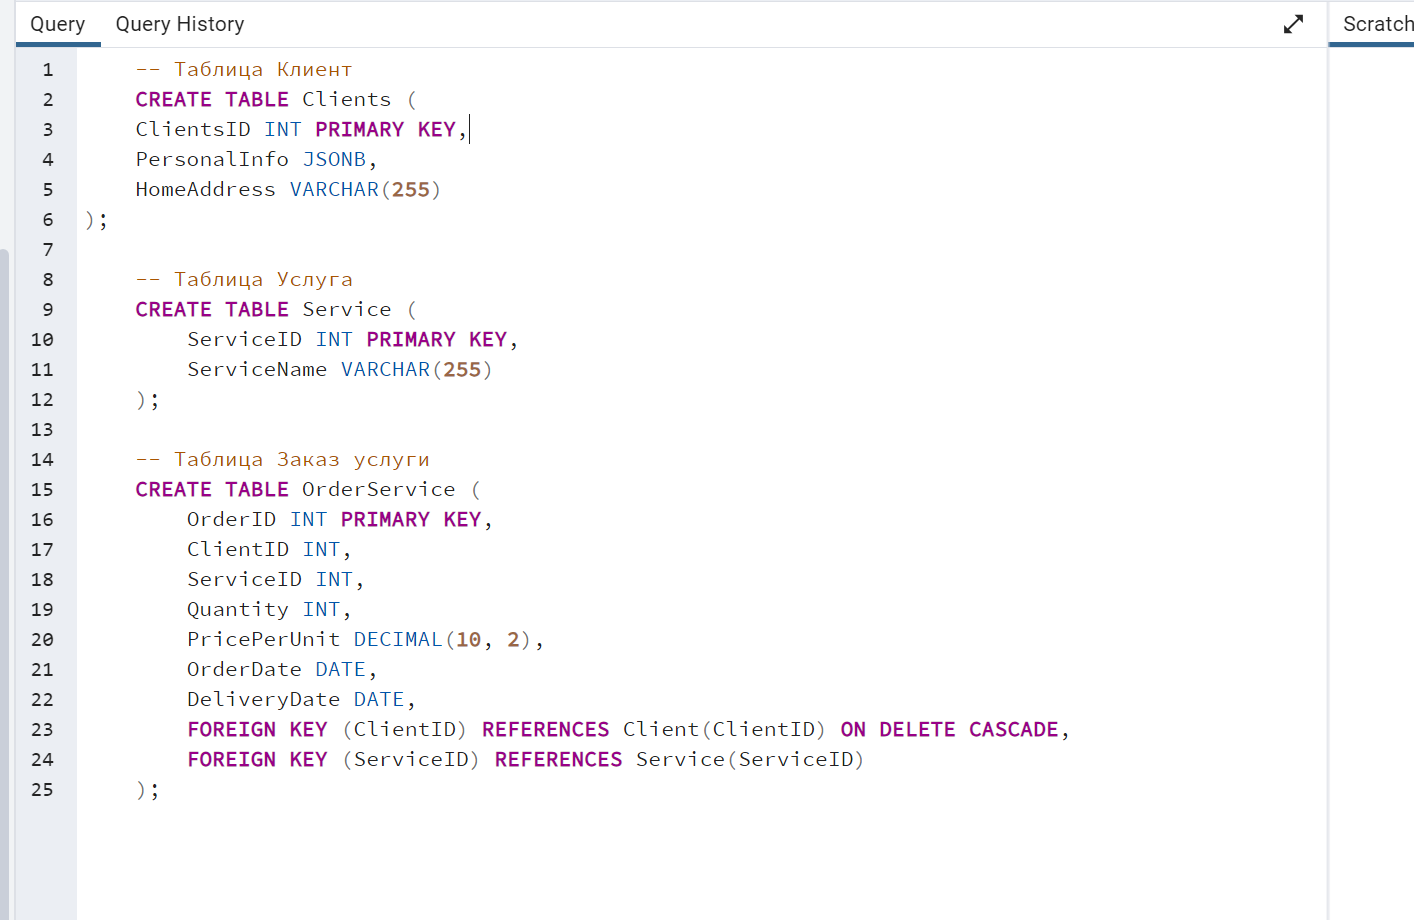 Query Query History Scratch
1 -- Таблица Клиент
2 CREATE TABLE Clients (
3 ClientsID INT PRIMARY KEY,
4 PersonalInfo JSONB,
5 HomeAddress VARCHAR(255)
6 );
7
8 -- Таблица Услуга
9 CREATE TABLE Service (
10 ServiceID INT PRIMARY KEY,
11 ServiceName VARCHAR(255)
12 );
13
14 -- Таблица Заказ услуги
15 CREATE TABLE OrderService (
16 OrderID INT PRIMARY KEY,
17 ClientID INT,
18 ServiceID INT,
19 Quantity INT,
20 PricePerUnit DECIMAL(10, 2),
21 OrderDate DATE,
22 DeliveryDate DATE,
23 FOREIGN KEY (ClientID) REFERENCES Client(ClientID) ON DELETE CASCADE,
24 FOREIGN KEY (ServiceID) REFERENCES Service(ServiceID)
25 );